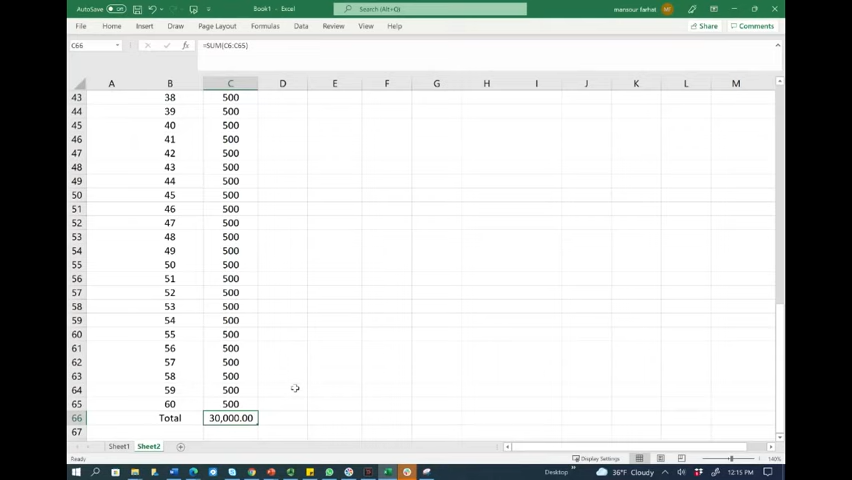 AutoSave Off Book1 - Excel Search (Alt+Q) mansour farhat MF
File Home Insert Draw Page Layout Formulas Data Review View Help Share Comments
C66 fx =SUM(C6:C65)
A B C D E F G H I J K L M
43 38 500
44 39 500
45 40 500
46 41 500
47 42 500
48 43 500
49 44 500
50 45 500
51 46 500
52 47 500
53 48 500
54 49 500
55 50 500
56 51 500
57 52 500
58 53 500
59 54 500
60 55 500
61 56 500
62 57 500
63 58 500
64 59 500
65 60 500
66 Total 30,000.00
67
Sheet1 Sheet2
Ready Display Settings 140%
Desktop 36°F Cloudy 12:15 PM